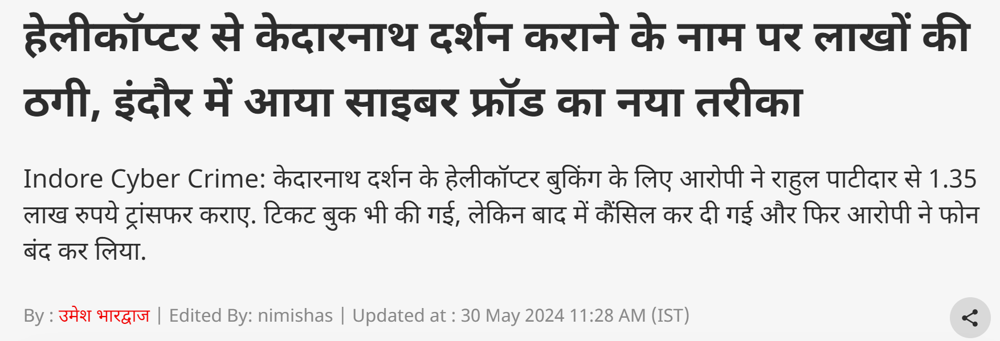 हेलीकॉप्टर से केदारनाथ दर्शन कराने के नाम पर लाखों की
ठगी, इंदौर में आया साइबर फ्रॉड का नया तरीका
Indore Cyber Crime: केदारनाथ दर्शन के हेलीकॉप्टर बुकिंग के लिए आरोपी ने राहुल पाटीदार से 1.35
लाख रुपये ट्रांसफर कराए. टिकट बुक भी की गई, लेकिन बाद में कैंसिल कर दी गई और फिर आरोपी ने फोन
बंद कर लिया.
By : उमेश भारद्वाज | Edited By: nimishas | Updated at : 30 May 2024 11:28 AM (IST)